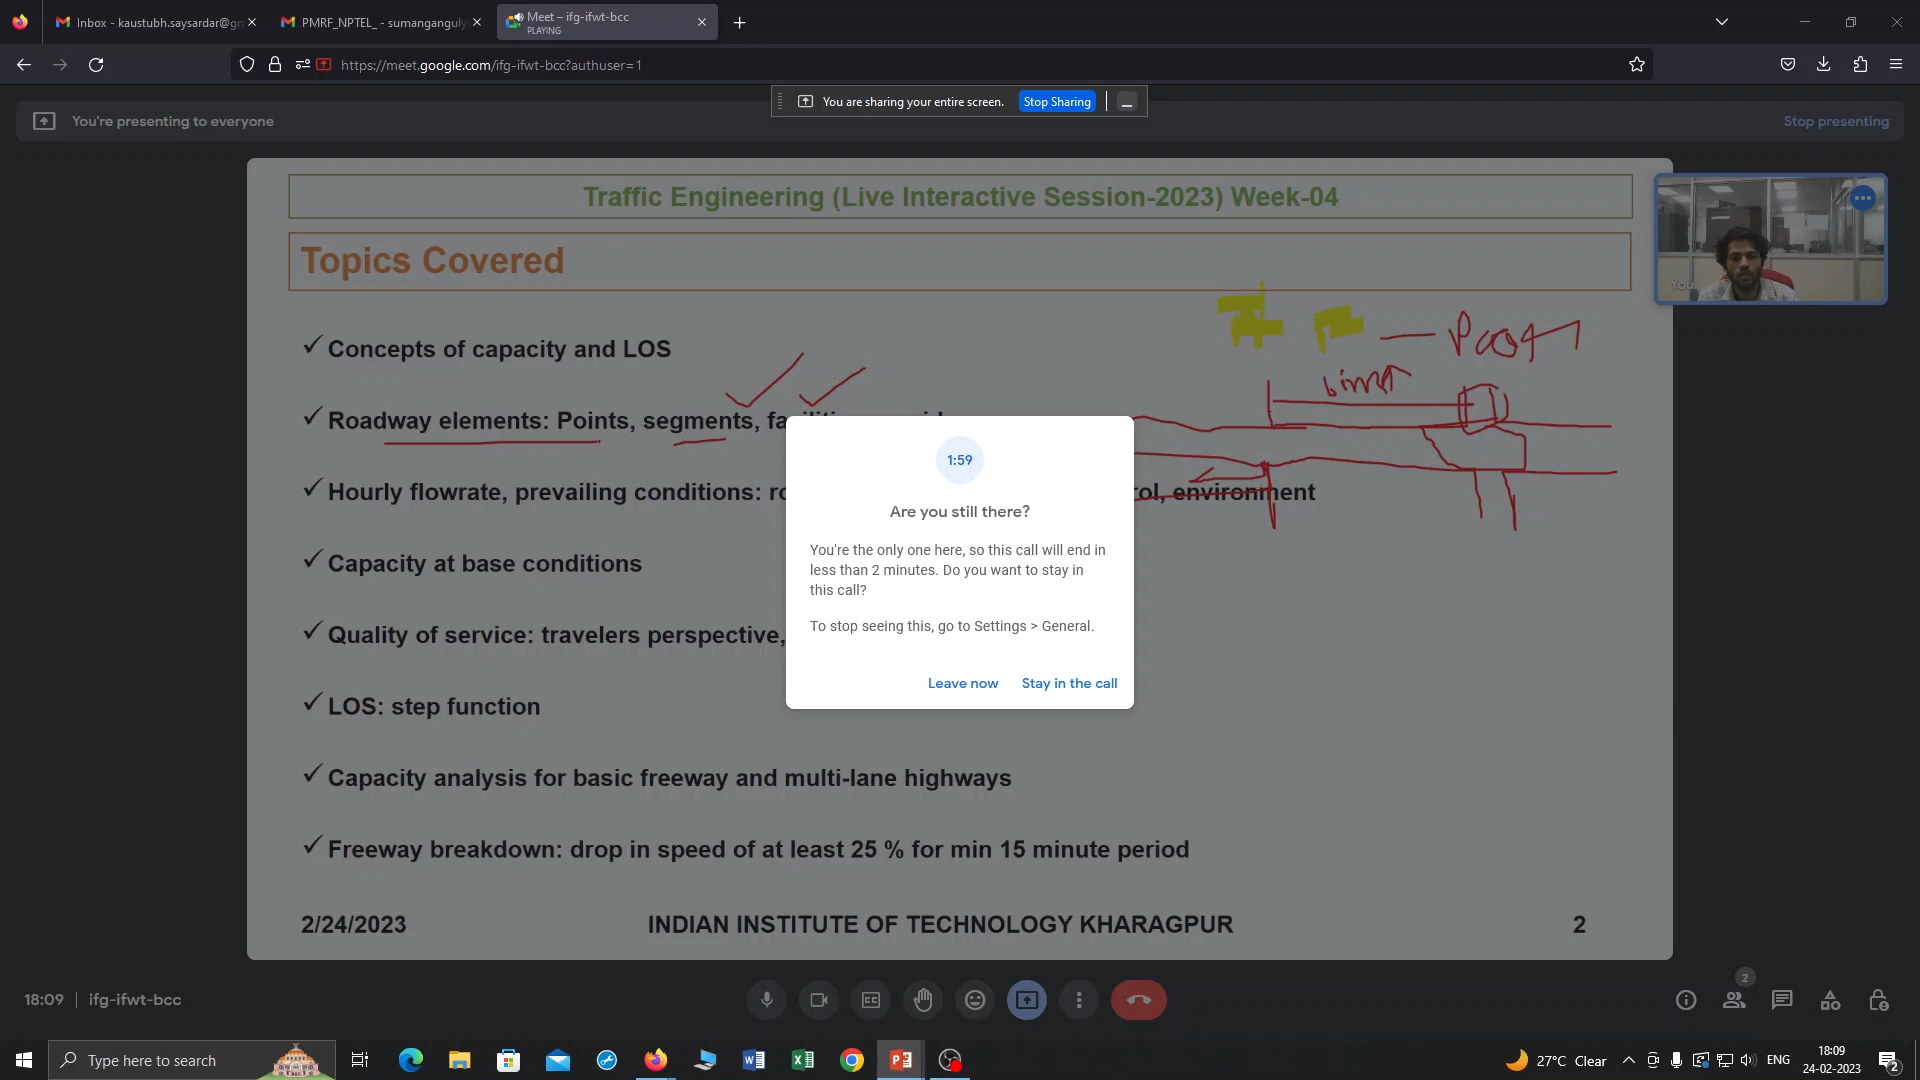 Inbox - kaustubh.saysardar@gm
PMRF_NPTEL_ - sumanganguly
Meet – ifg-ifwt-bcc
PLAYING
https://meet.google.com/ifg-ifwt-bcc?authuser=1
You are sharing your entire screen.
Stop Sharing
You're presenting to everyone
Stop presenting
Traffic Engineering (Live Interactive Session-2023) Week-04
Topics Covered
You
✓ Concepts of capacity and LOS
✓ Roadway elements: Points, segments,
✓ Hourly flowrate, prevailing conditions: environment
✓ Capacity at base conditions
✓ Quality of service: travelers perspective,
✓ LOS: step function
✓ Capacity analysis for basic freeway and multi-lane highways
✓ Freeway breakdown: drop in speed of at least 25 % for min 15 minute period
2/24/2023
INDIAN INSTITUTE OF TECHNOLOGY KHARAGPUR
2
1:59
Are you still there?
You're the only one here, so this call will end in
less than 2 minutes. Do you want to stay in
this call?
To stop seeing this, go to Settings > General.
Leave now
Stay in the call
18:09 | ifg-ifwt-bcc
2
Type here to search
27°C Clear
ENG
18:09
24-02-2023
2